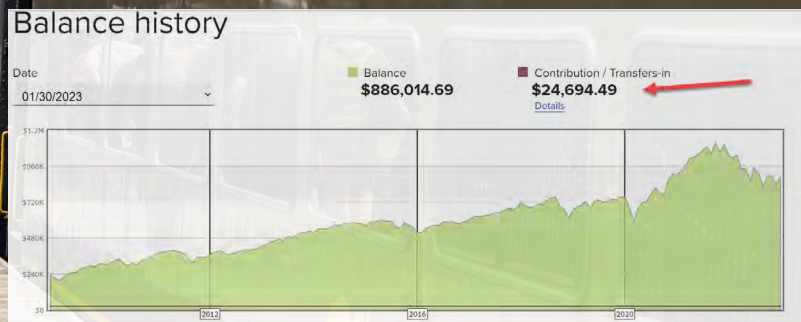 Balance history
Date
01/30/2023
Balance
$886,014.69
Contribution / Transfers-in
$24,694.49
Details
$1.2M
$960K
$720K
$480K
$240K
$0
2012
2016
2020